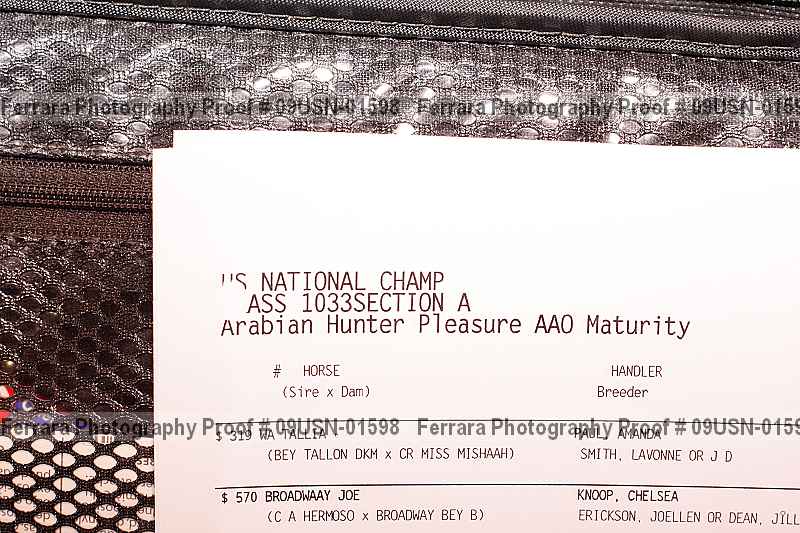 Ferrara Photography Proof # 09USN-01598 Ferrara Photography Proof # 09USN-0159
US NATIONAL CHAMP
ASS 1033SECTION A
Arabian Hunter Pleasure AAO Maturity
# HORSE HANDLER
(Sire x Dam) Breeder
Ferrara Photography Proof # 09USN-01598 Ferrara Photography Proof # 09USN-0159
$ 319 WA TALLIA PAUL, AMANDA
(BEY TALLON DKM x CR MISS MISHAAH) SMITH, LAVONNE OR J D
$ 570 BROADWAAY JOE KNOOP, CHELSEA
(C A HERMOSO x BROADWAY BEY B) ERICKSON, JOELLEN OR DEAN, JILL